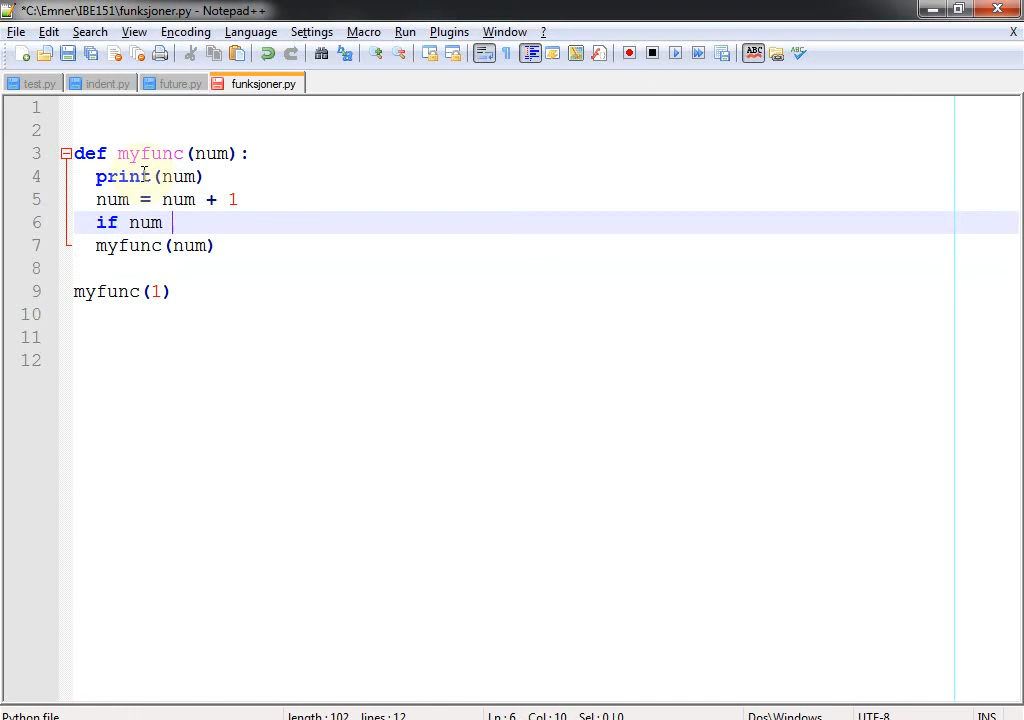 *C:\Emner\IBE151\funksjoner.py - Notepad++
File Edit Search View Encoding Language Settings Macro Run Plugins Window ? X
ABC ABC
test.py indent.py future.py funksjoner.py
1
2
3 def myfunc(num):
4 print(num)
5 num = num + 1
6 if num
7 myfunc(num)
8
9 myfunc(1)
10
11
12
Python file length : 102 lines : 12 Ln : 6 Col : 10 Sel : 0 | 0 Dos\Windows UTF-8 INS